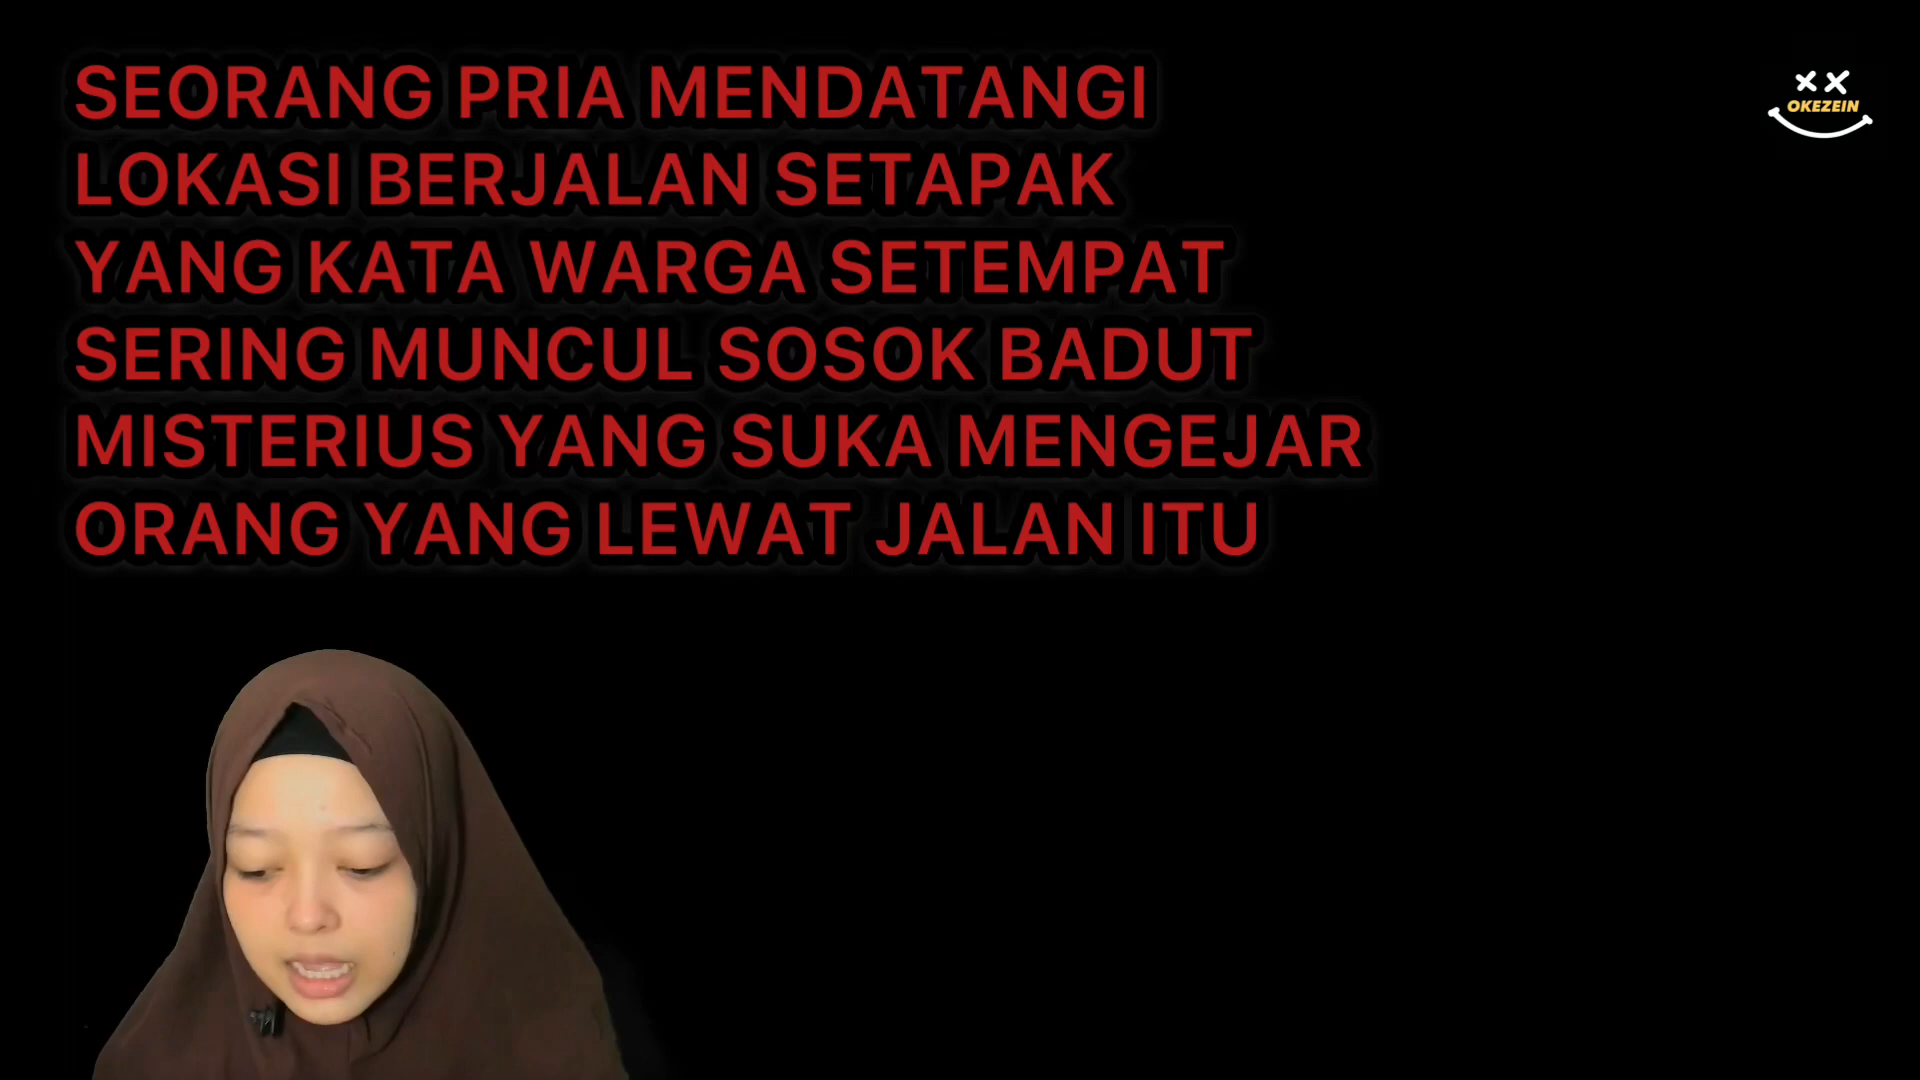 SEORANG PRIA MENDATANGI
LOKASI BERJALAN SETAPAK
YANG KATA WARGA SETEMPAT
SERING MUNCUL SOSOK BADUT
MISTERIUS YANG SUKA MENGEJAR
ORANG YANG LEWAT JALAN ITU
OKEZEIN